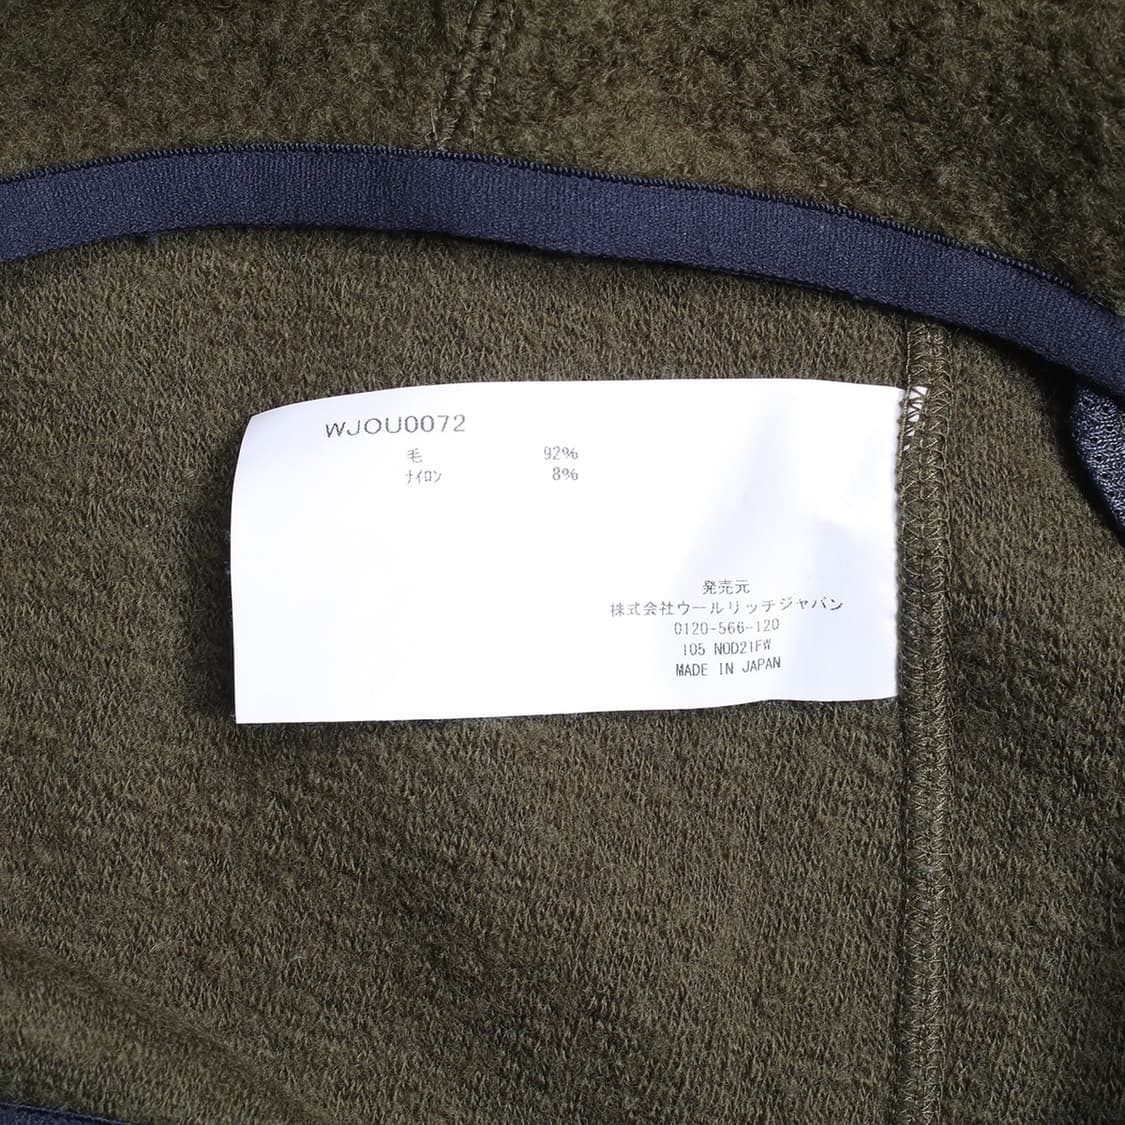 WJOU0072
毛 92%
ナイロン 8%
発売元
株式会社ウールリッチジャパン
0120-566-120
105 NOD21FW
MADE IN JAPAN